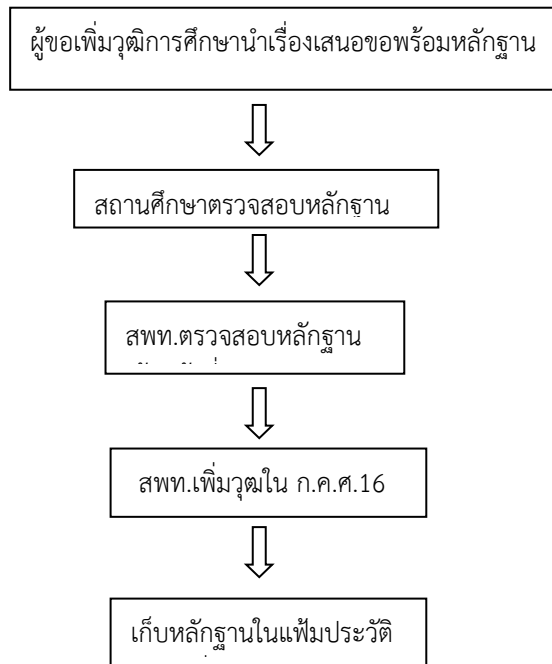 ผู้ขอเพิ่มวุฒิการศึกษานำเรื่องเสนอขอพร้อมหลักฐาน
สถานศึกษาตรวจสอบหลักฐาน
สพท.ตรวจสอบหลักฐาน
สพท.เพิ่มวุฒใน ก.ค.ศ.16
เก็บหลักฐานในแฟ้มประวัติ